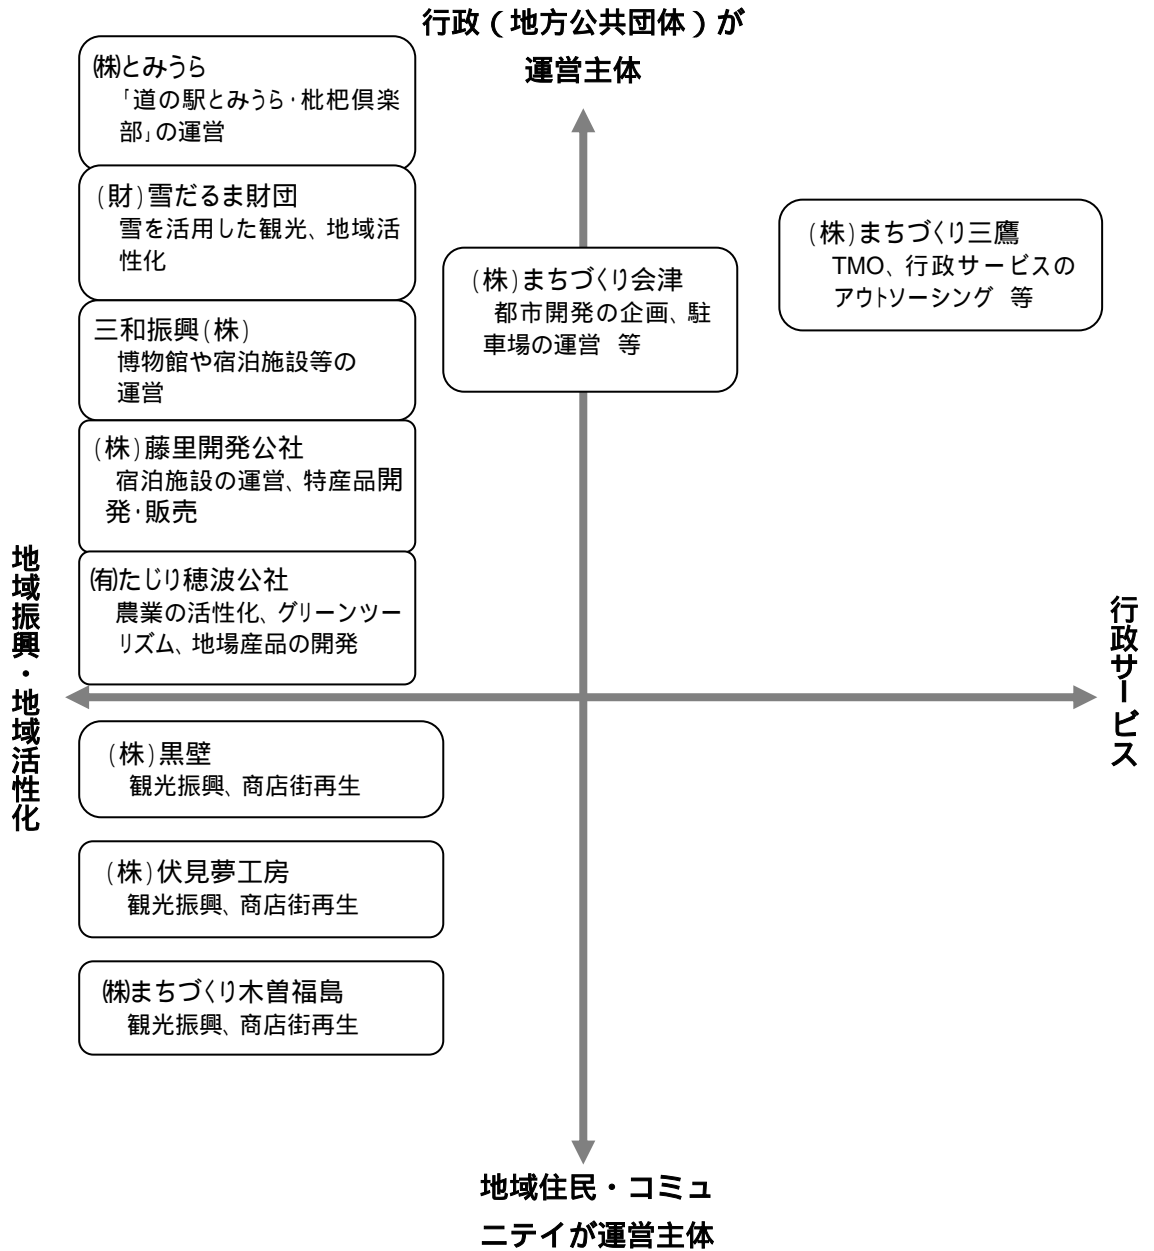 行政(地方公共団体)が
運営主体
㈱とみうら
「道の駅とみうら・枇杷倶楽
部」の運営
(財)雪だるま財団
雪を活用した観光、地域活
性化
三和振興(株)
博物館や宿泊施設等の
運営
(株)藤里開発公社
宿泊施設の運営、特産品開
発・販売
㈲たじり穂波公社
農業の活性化、グリーンツー
リズム、地場産品の開発
(株)まちづくり会津
都市開発の企画、駐
車場の運営 等
(株)まちづくり三鷹
TMO、行政サービスの
アウトソーシング 等
地域振興・地域活性化
行政サービス
(株)黒壁
観光振興、商店街再生
(株)伏見夢工房
観光振興、商店街再生
㈱まちづくり木曽福島
観光振興、商店街再生
地域住民・コミュ
ニテイが運営主体